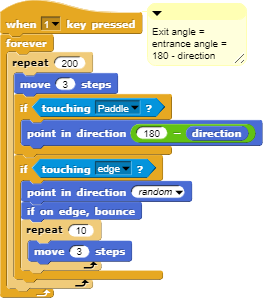 when 1 key pressed
forever
repeat 200
move 3 steps
if touching Paddle ?
point in direction 180 − direction
if touching edge ?
point in direction random
if on edge, bounce
repeat 10
move 3 steps
Exit angle =
entrance angle =
180 - direction